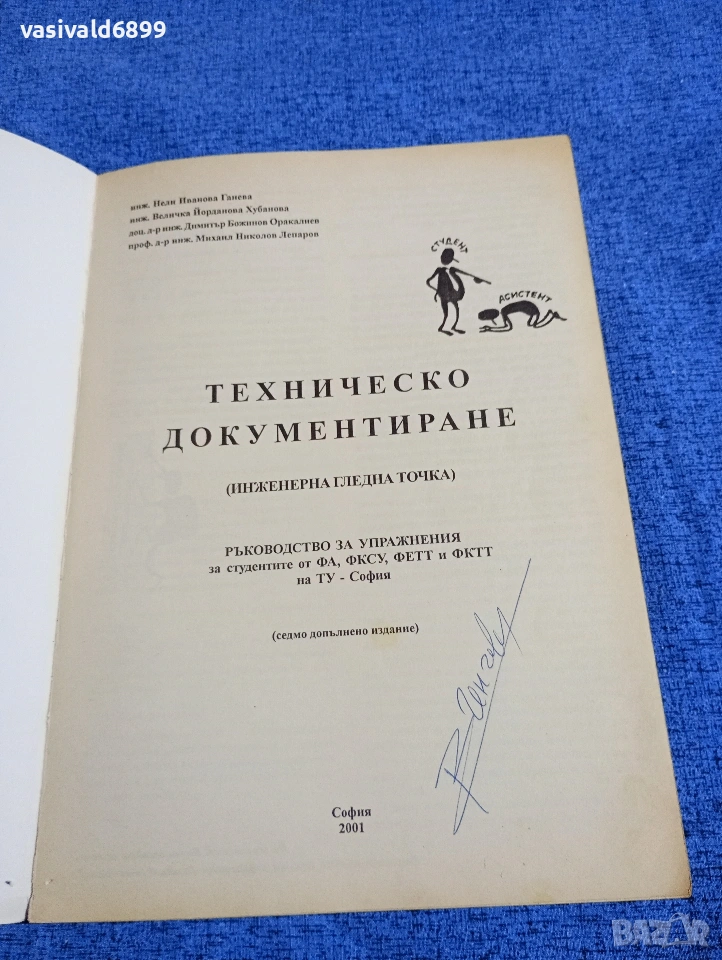 vasivald6899
инж. Нели Иванова Ганева
инж. Величка Йорданова Хубанова
доц. д-р инж. Димитър Божинов Оракалиев
проф. д-р инж. Михаил Николов Лепаров
СТУДЕНТ
АСИСТЕНТ
ТЕХНИЧЕСКО
ДОКУМЕНТИРАНЕ
(ИНЖЕНЕРНА ГЛЕДНА ТОЧКА)
РЪКОВОДСТВО ЗА УПРАЖНЕНИЯ
за студентите от ФА, ФКСУ, ФЕТТ и ФКТТ
на ТУ - София
(седмо допълнено издание)
София
2001
BAZAR